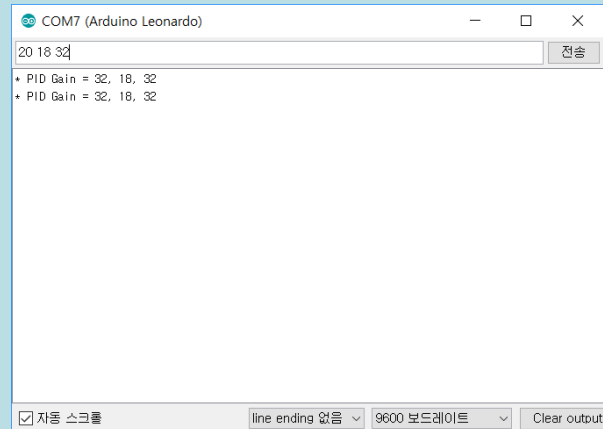 COM7 (Arduino Leonardo)
20 18 32
전송
* PID Gain = 32, 18, 32
* PID Gain = 32, 18, 32
자동 스크롤
line ending 없음
9600 보드레이트
Clear output